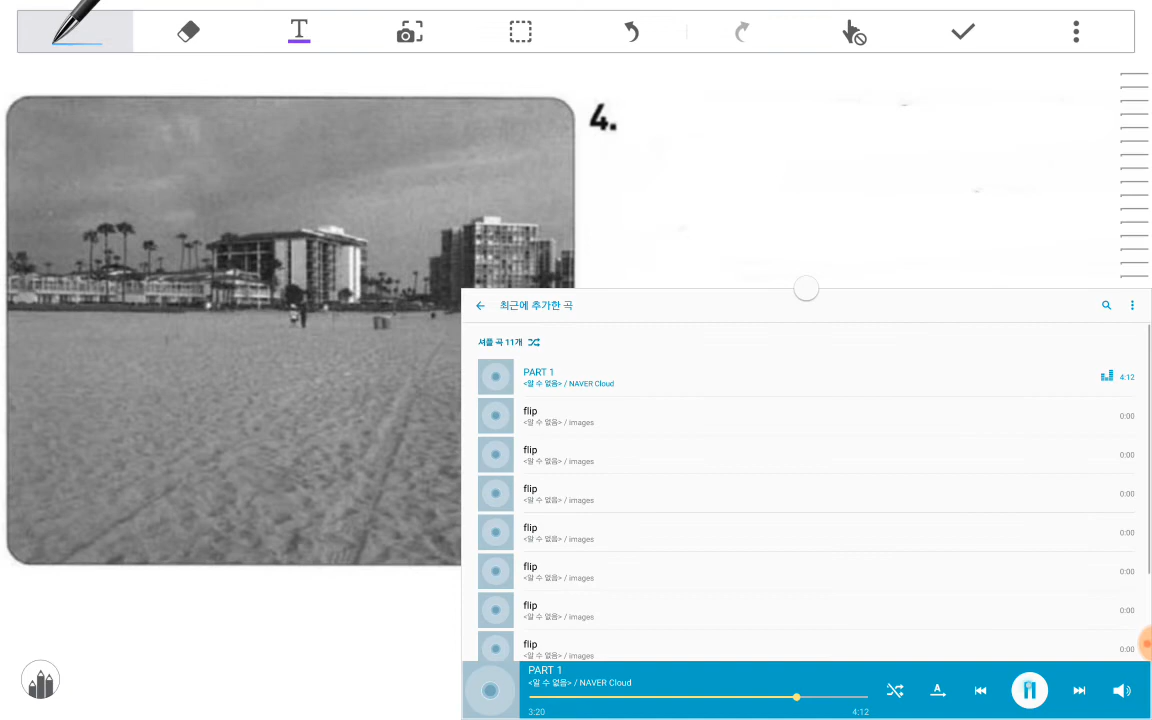 T
4.
최근에 추가한 곡
셔플 곡 11개
PART 1
<알 수 없음> / NAVER Cloud
4:12
flip
<알 수 없음> / images
0:00
flip
<알 수 없음> / images
0:00
flip
<알 수 없음> / images
0:00
flip
<알 수 없음> / images
0:00
flip
<알 수 없음> / images
0:00
flip
<알 수 없음> / images
0:00
flip
<알 수 없음> / images
0:00
PART 1
<알 수 없음> / NAVER Cloud
A
3:20
4:12